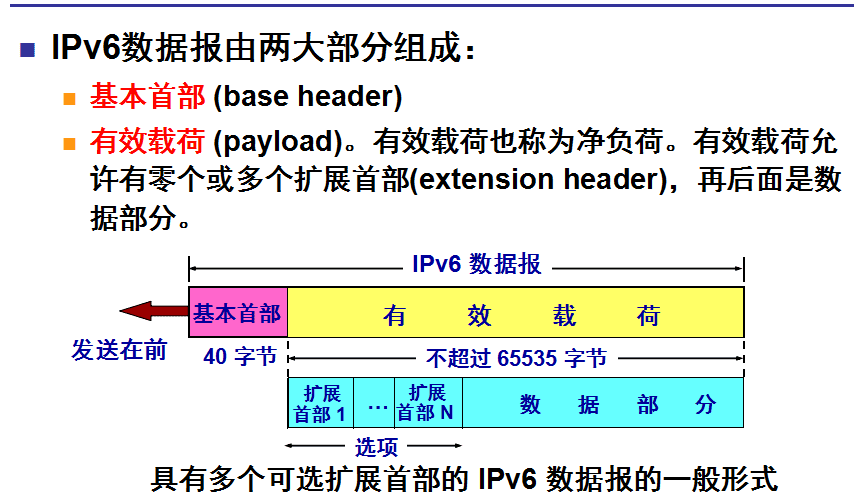 IPv6数据报由两大部分组成：
基本首部 (base header)
有效载荷 (payload)。有效载荷也称为净负荷。有效载荷允
许有零个或多个扩展首部(extension header)，再后面是数
据部分。
IPv6 数据报
基本首部
有 效 载 荷
发送在前
40 字节
不超过 65535 字节
扩展
首部 1
…
扩展
首部 N
数 据 部 分
选项
具有多个可选扩展首部的 IPv6 数据报的一般形式